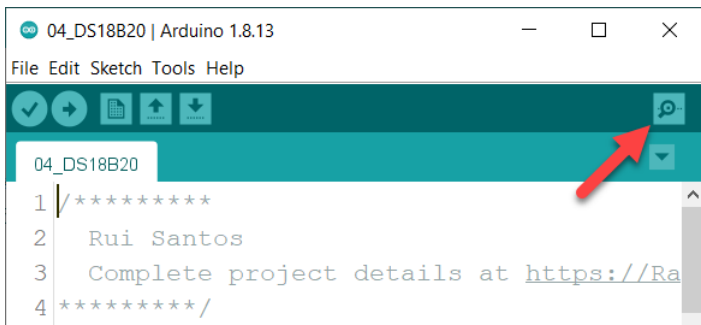 04_DS18B20 | Arduino 1.8.13
File Edit Sketch Tools Help
04_DS18B20
1 /*********
2 Rui Santos
3 Complete project details at https://Ra
4 *********/